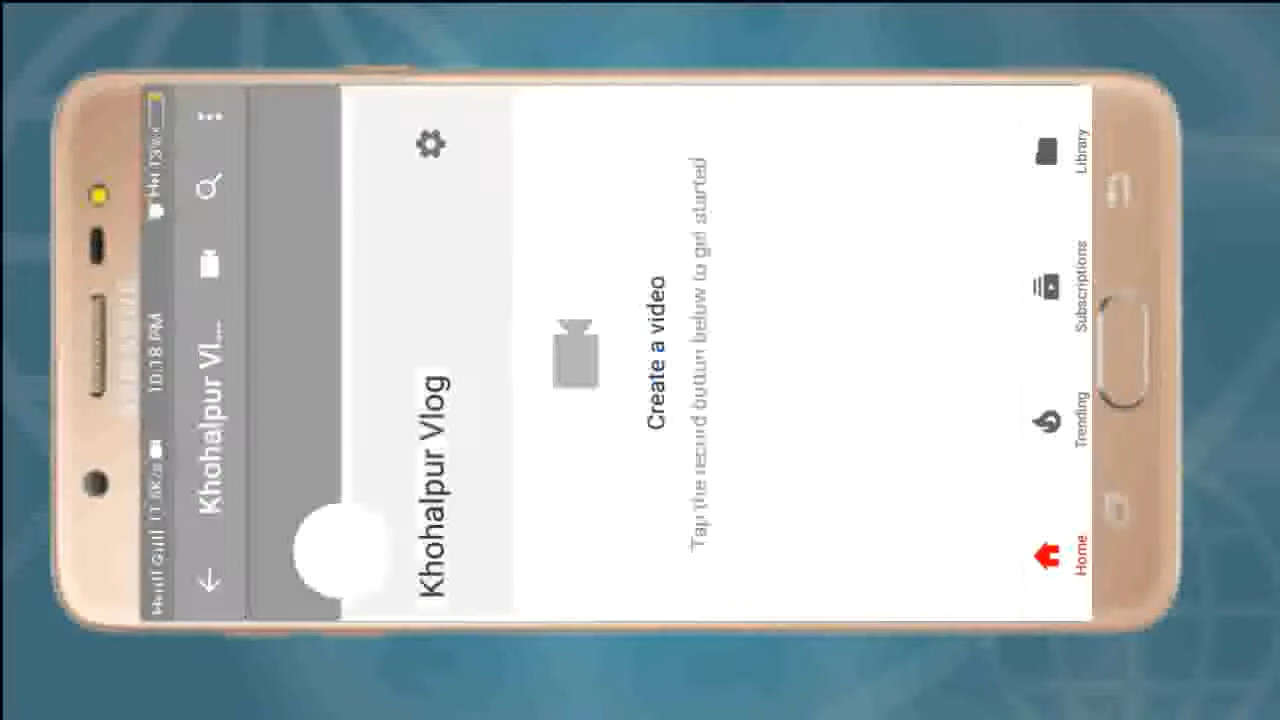 10:18 PM
Khohalpur Vl...
Khohalpur Vlog
Create a video
Tap the record button below to get started
Home
Trending
Subscriptions
Library